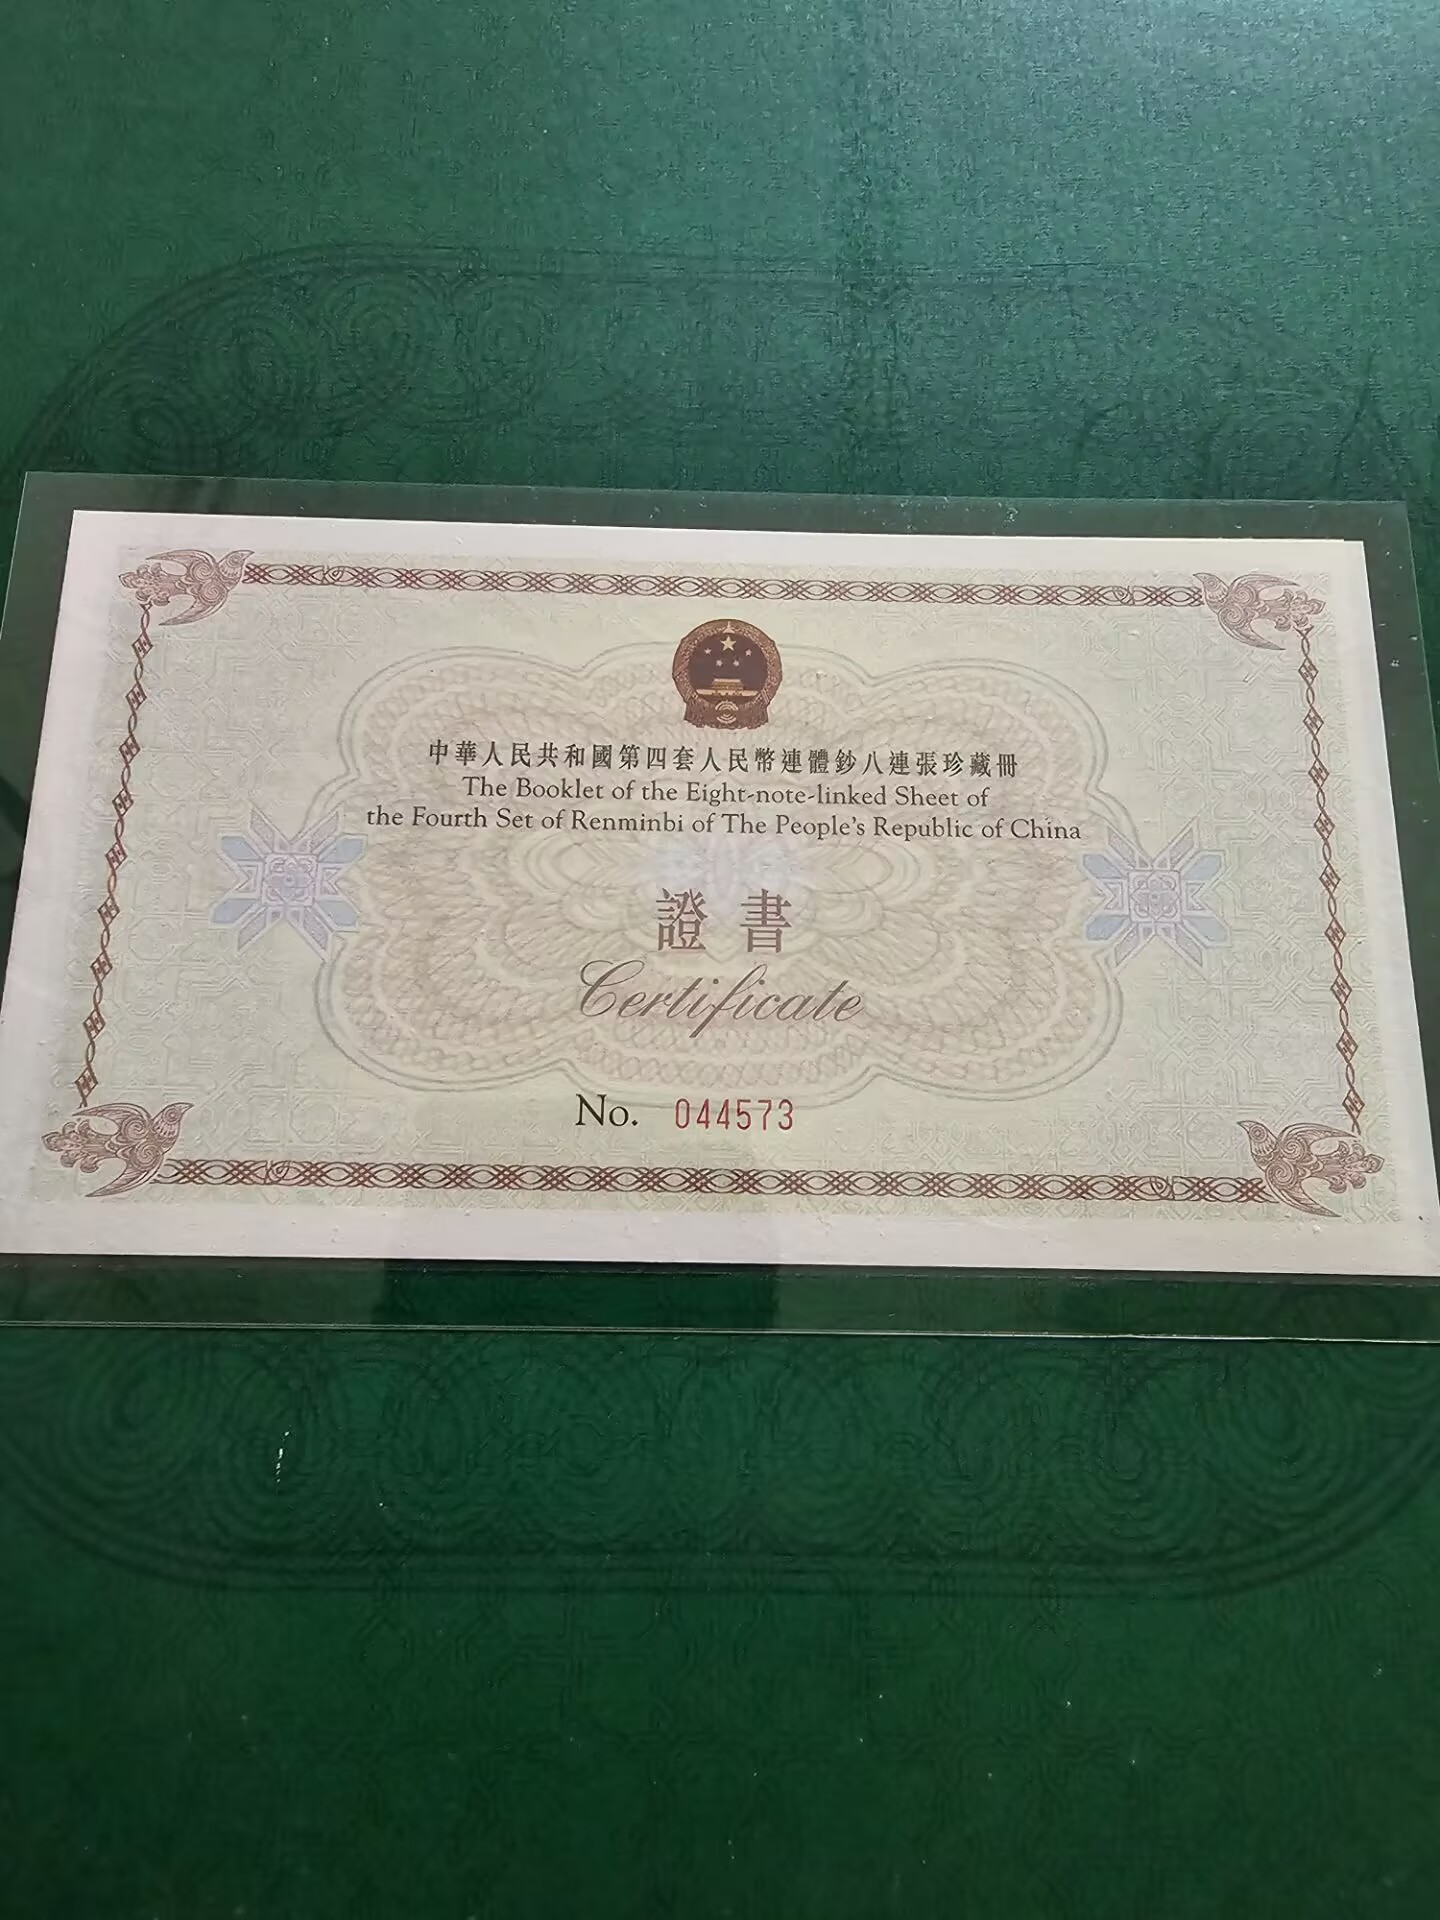 中華人民共和國第四套人民幣連體鈔八連張珍藏冊
The Booklet of the Eight-note-linked Sheet of
the Fourth Set of Renminbi of The People's Republic of China
證書
Certificate
No. 044573